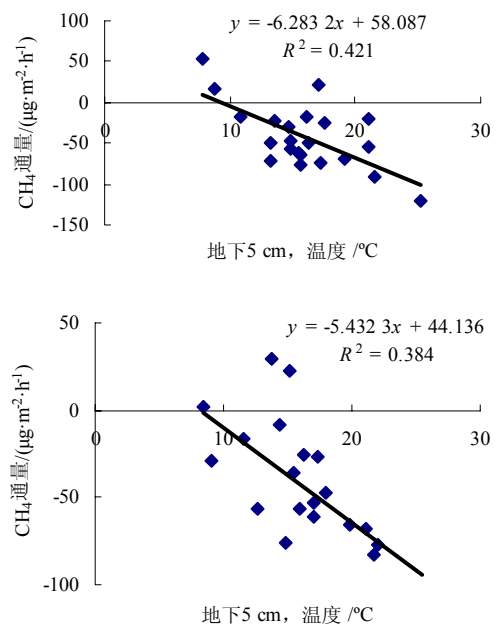 y = -6.283 2x + 58.087
R² = 0.421
100
50
0
-50
-100
-150
0
10
20
30
CH₄通量/(μg·m⁻²·h⁻¹)
地下5 cm，温度 /℃
y = -5.432 3x + 44.136
R² = 0.384
50
0
-50
-100
0
10
20
30
CH₄通量/(μg·m⁻²·h⁻¹)
地下5 cm，温度 /℃